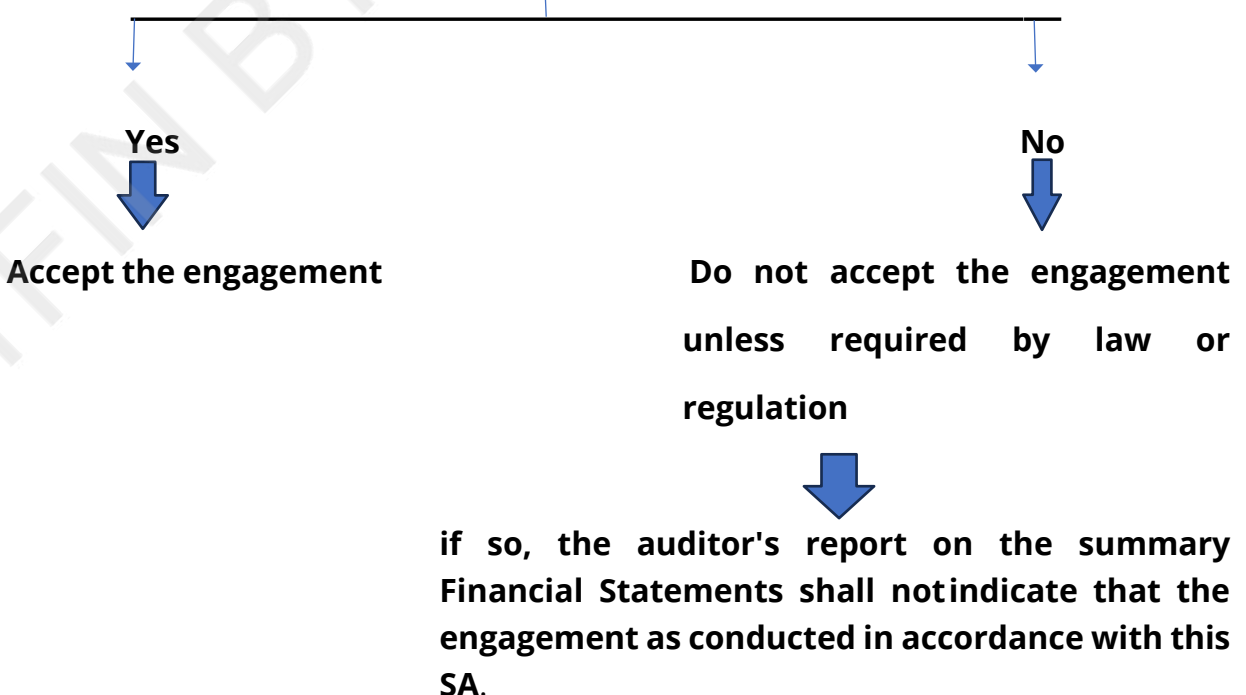 Yes
No
Accept the engagement
Do not accept the engagement
unless required by law or
regulation
if so, the auditor's report on the summary
Financial Statements shall notindicate that the
engagement as conducted in accordance with this
SA.